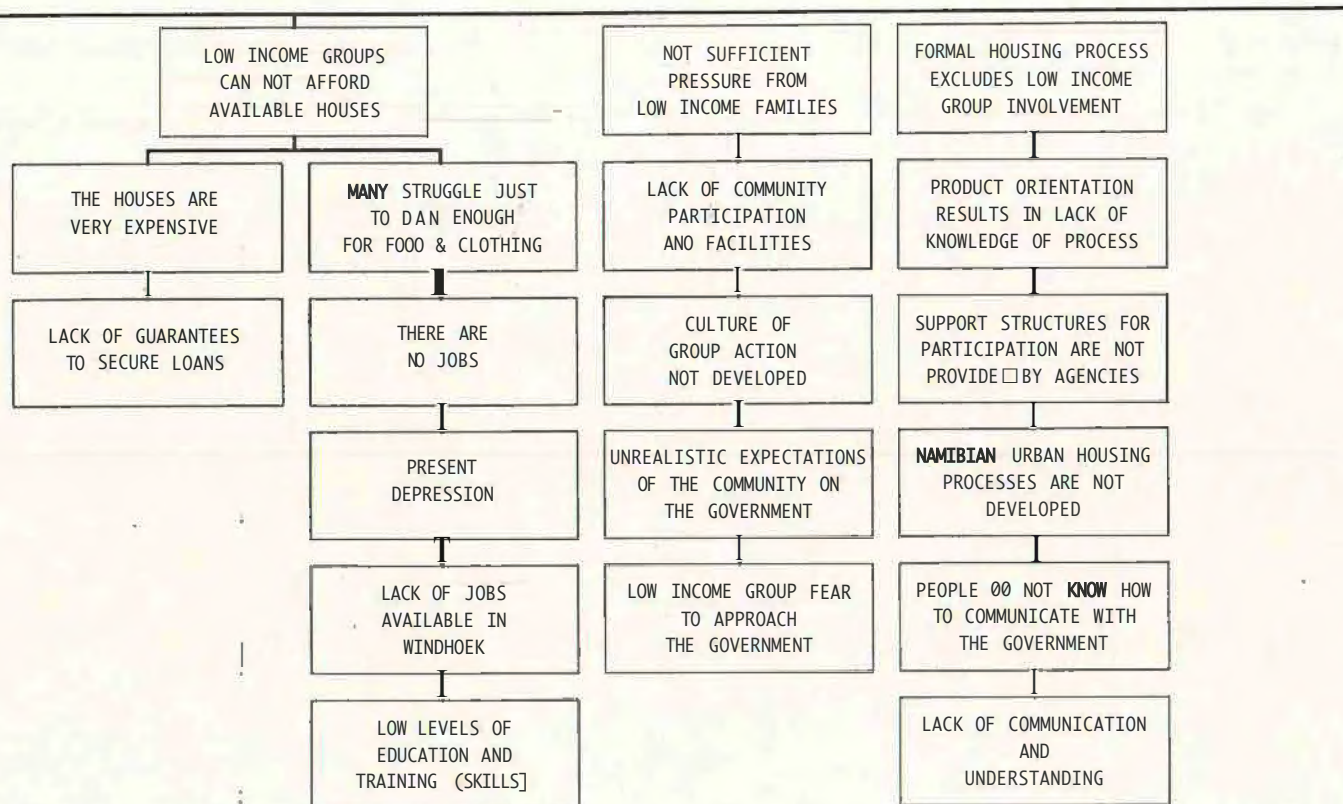 LOW INCOME GROUPS
CAN NOT AFFORD
AVAILABLE HOUSES
THE HOUSES ARE
VERY EXPENSIVE
LACK OF GUARANTEES
TO SECURE LOANS
MANY STRUGGLE JUST
TO DAN ENOUGH
FOR FOOO & CLOTHING
THERE ARE
NO JOBS
PRESENT
DEPRESSION
LACK OF JOBS
AVAILABLE IN
WINDHOEK
LOW LEVELS OF
EDUCATION AND
TRAINING (SKILLS]
NOT SUFFICIENT
PRESSURE FROM
LOW INCOME FAMILIES
LACK OF COMMUNITY
PARTICIPATION
ANO FACILITIES
CULTURE OF
GROUP ACTION
NOT DEVELOPED
UNREALISTIC EXPECTATIONS
OF THE COMMUNITY ON
THE GOVERNMENT
LOW INCOME GROUP FEAR
TO APPROACH
THE GOVERNMENT
FORMAL HOUSING PROCESS
EXCLUDES LOW INCOME
GROUP INVOLVEMENT
PRODUCT ORIENTATION
RESULTS IN LACK OF
KNOWLEDGE OF PROCESS
SUPPORT STRUCTURES FOR
PARTICIPATION ARE NOT
PROVIDE□BY AGENCIES
NAMIBIAN URBAN HOUSING
PROCESSES ARE NOT
DEVELOPED
PEOPLE 00 NOT KNOW HOW
TO COMMUNICATE WITH
THE GOVERNMENT
LACK OF COMMUNICATION
AND
UNDERSTANDING